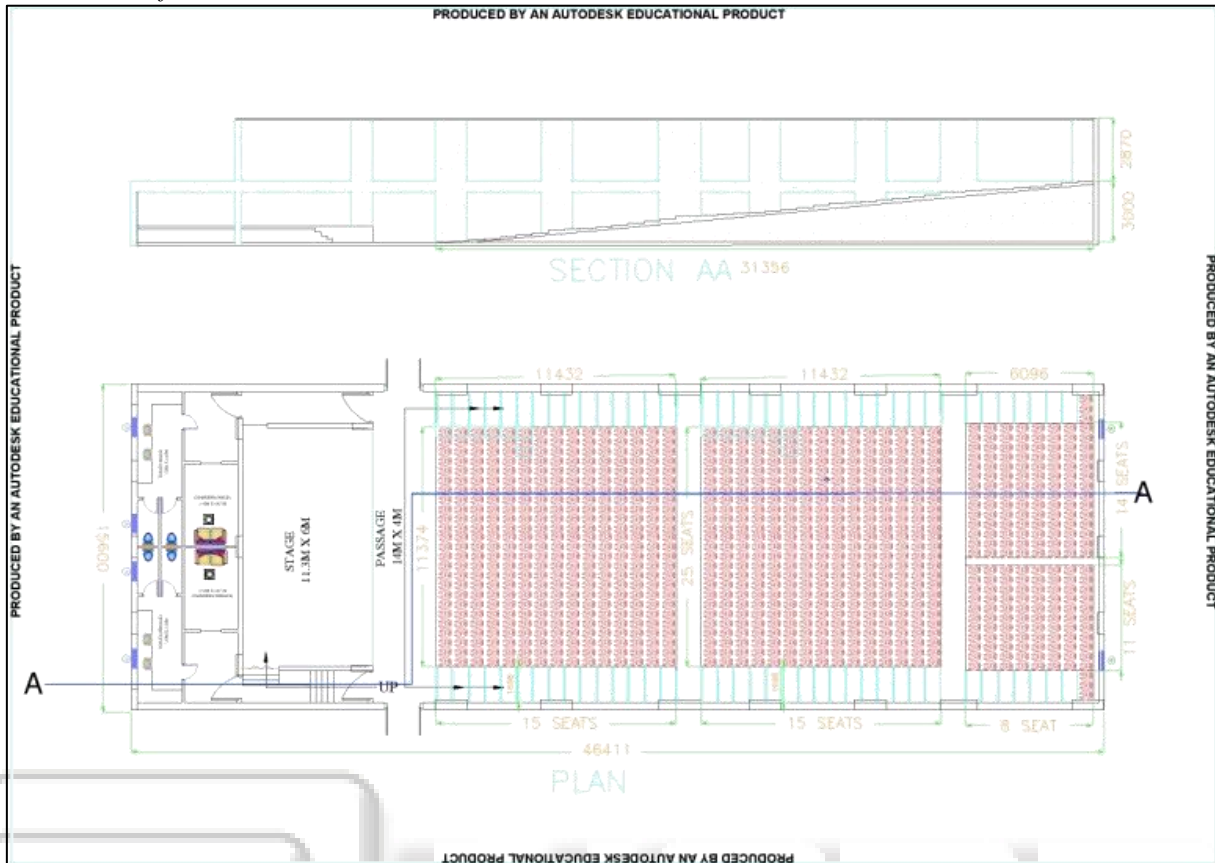 PRODUCED BY AN AUTODESK EDUCATIONAL PRODUCT
2870
3000
SECTION AA 31356
PRODUCED BY AN AUTODESK EDUCATIONAL PRODUCT
PRODUCED BY AN AUTODESK EDUCATIONAL PRODUCT
11432
11432
6096
15600
STAGE
11.3M X 6M
PASSAGE
14M X 4M
11374
25 SEATS
14 SEATS
11 SEATS
A
A
UP
15 SEATS
15 SEATS
8 SEAT
46411
PLAN
PRODUCED BY AN AUTODESK EDUCATIONAL PRODUCT